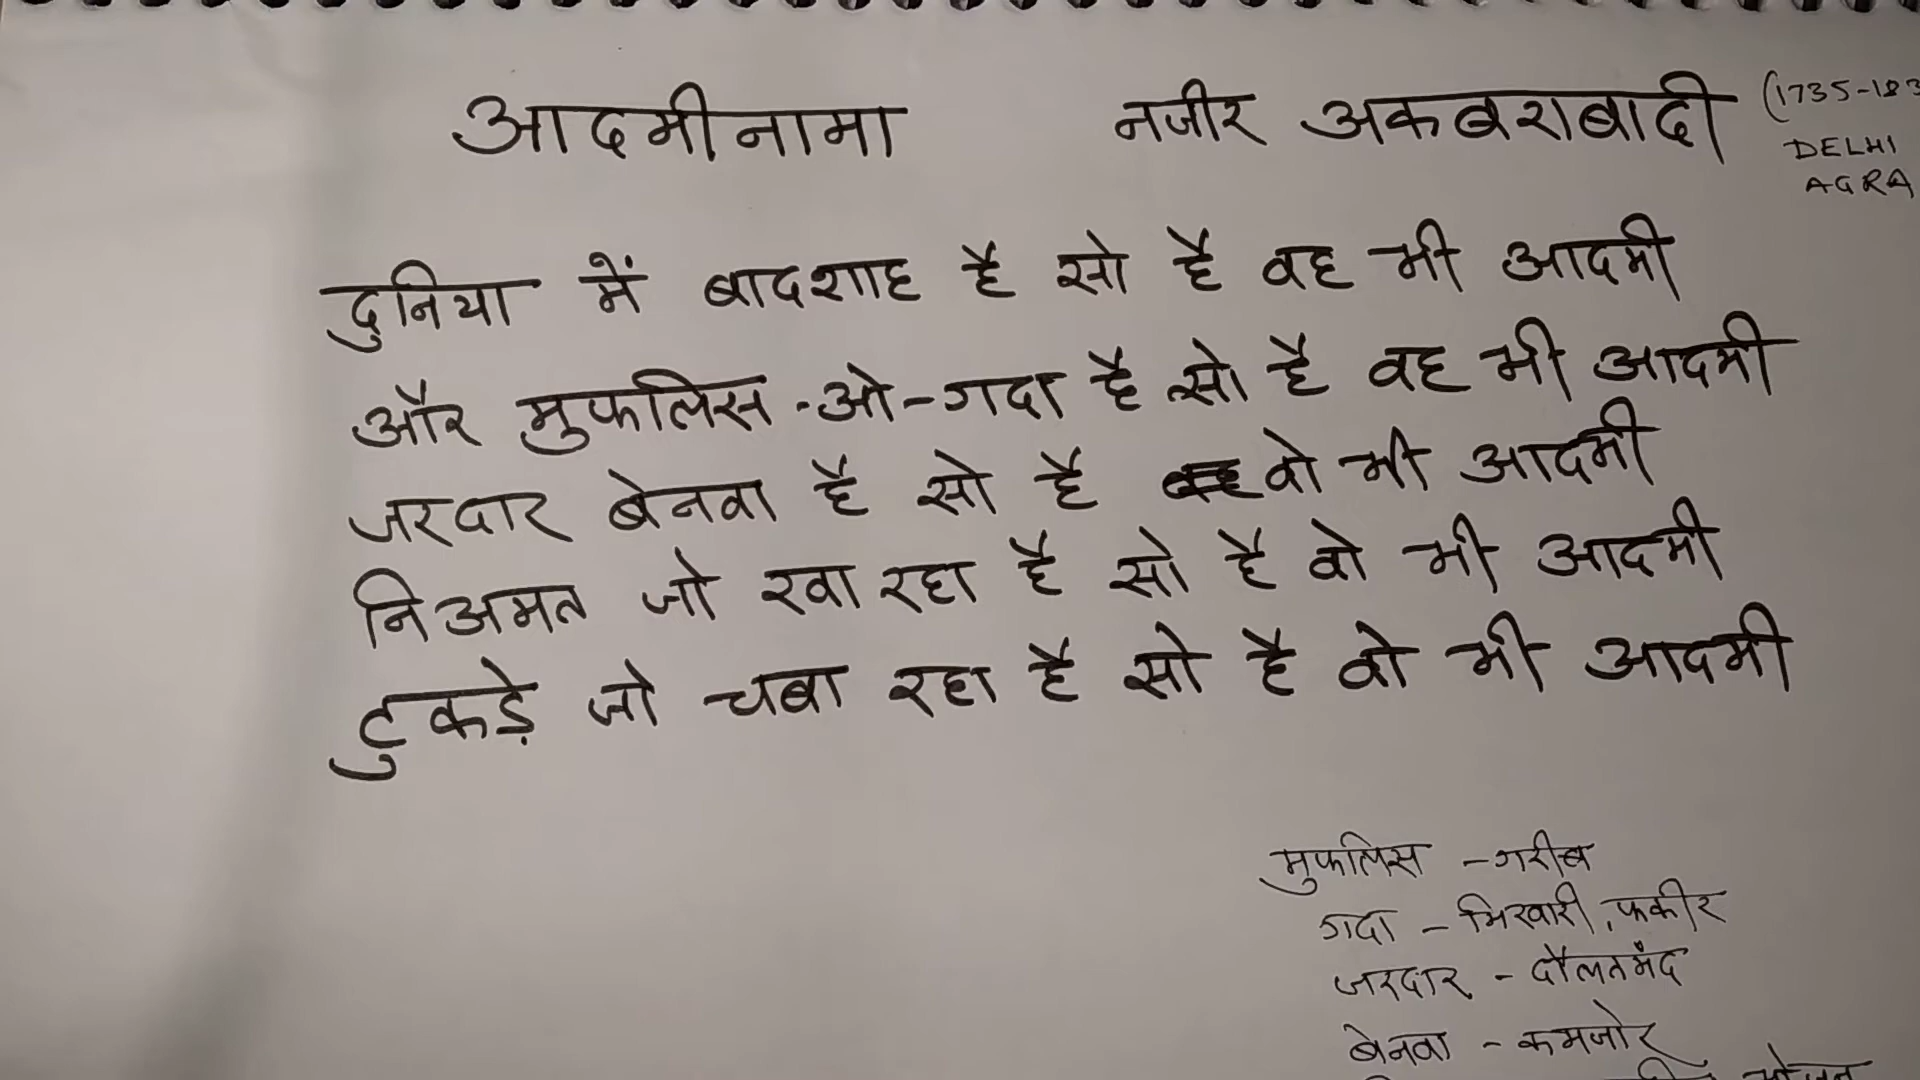 आदमीनामा नजीर अकबराबादी (1735-183
DELHI
AGRA
दुनिया में बादशाह है सो है वह भी आदमी
और मुफलिस-ओ-गदा है सो है वह भी आदमी
जरदार बेनवा है सो है वो भी आदमी
निअमत जो खा रहा है सो है वो भी आदमी
टुकड़े जो चबा रहा है सो है वो भी आदमी
मुफलिस - गरीब
गदा - भिखारी, फकीर
जरदार - दौलतमंद
बेनवा - कमजोर